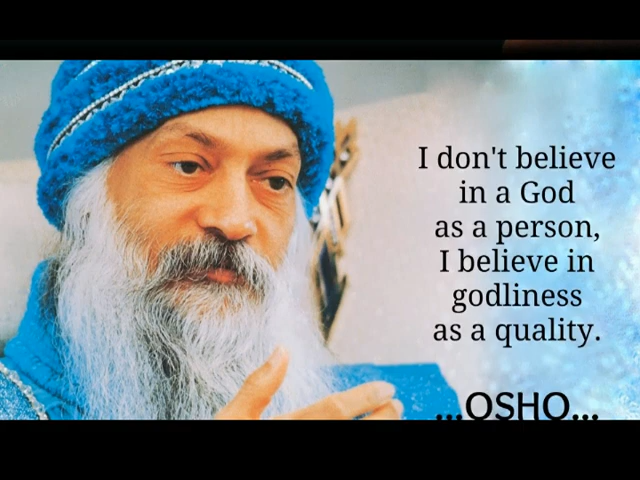 I don't believe
in a God
as a person,
I believe in
godliness
as a quality.
...OSHO...